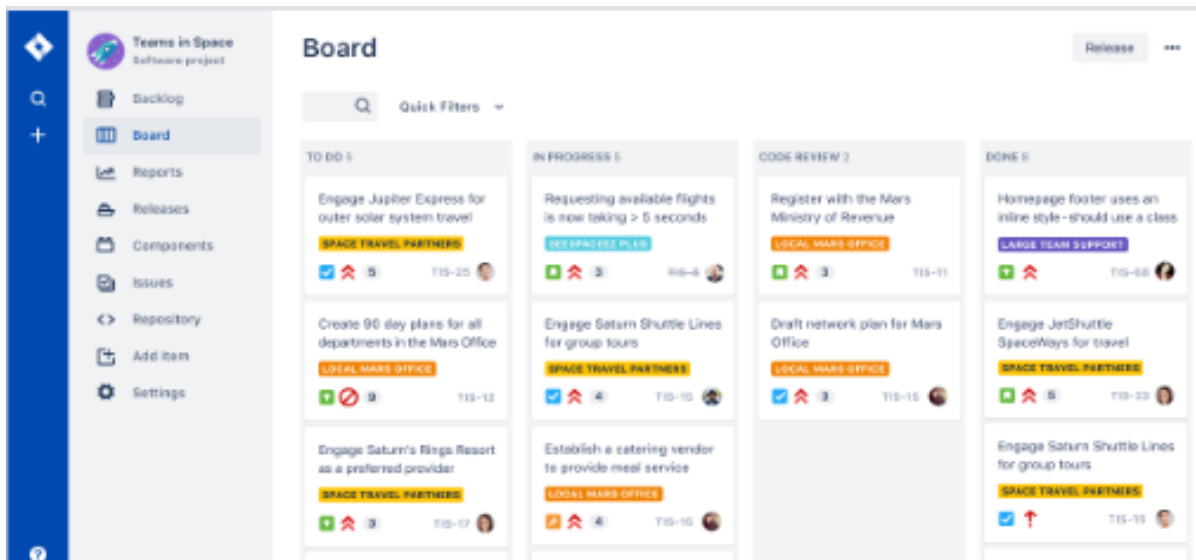 Teams in Space
Software project
Backlog
Board
Reports
Releases
Components
Issues
Repository
Add item
Settings
Board
Release
Quick Filters
TO DO 5
Engage Jupiter Express for
outer solar system travel
SPACE TRAVEL PARTNERS
5
TIS-25
Create 90 day plans for all
departments in the Mars Office
LOCAL MARS OFFICE
9
TIS-12
Engage Saturn's Rings Resort
as a preferred provider
SPACE TRAVEL PARTNERS
3
TIS-17
IN PROGRESS 5
Requesting available flights
is now taking > 5 seconds
SEESPACEEZ PLUS
3
Engage Saturn Shuttle Lines
for group tours
SPACE TRAVEL PARTNERS
4
TIS-15
Establish a catering vendor
to provide meal service
LOCAL MARS OFFICE
4
TIS-15
CODE REVIEW 2
Register with the Mars
Ministry of Revenue
LOCAL MARS OFFICE
3
TIS-11
Draft network plan for Mars
Office
LOCAL MARS OFFICE
3
TIS-15
DONE 8
Homepage footer uses an
inline style-should use a class
LARGE TEAM SUPPORT
TIS-68
Engage JetShuttle
SpaceWays for travel
SPACE TRAVEL PARTNERS
5
TIS-23
Engage Saturn Shuttle Lines
for group tours
SPACE TRAVEL PARTNERS
TIS-15